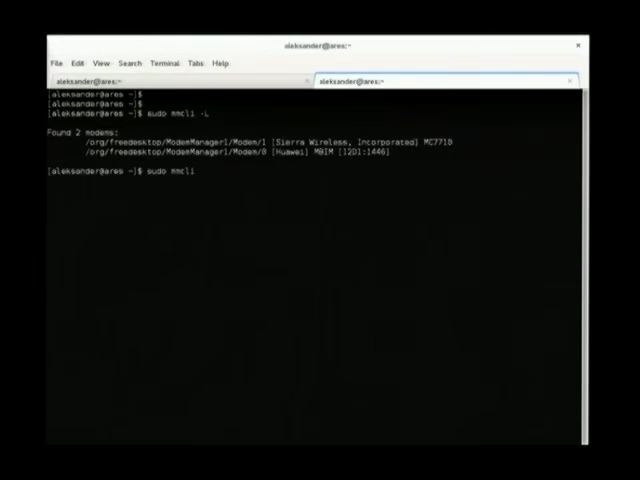 aleksander@ares:~
File Edit View Search Terminal Tabs Help
aleksander@ares:~
aleksander@ares:~
[aleksander@ares ~]$
[aleksander@ares ~]$
[aleksander@ares ~]$ sudo mmcli -L
Found 2 modems:
/org/freedesktop/ModemManager1/Modem/1 [Sierra Wireless, Incorporated] MC7710
/org/freedesktop/ModemManager1/Modem/0 [Huawei] MBIM [12D1:1446]
[aleksander@ares ~]$ sudo mmcli